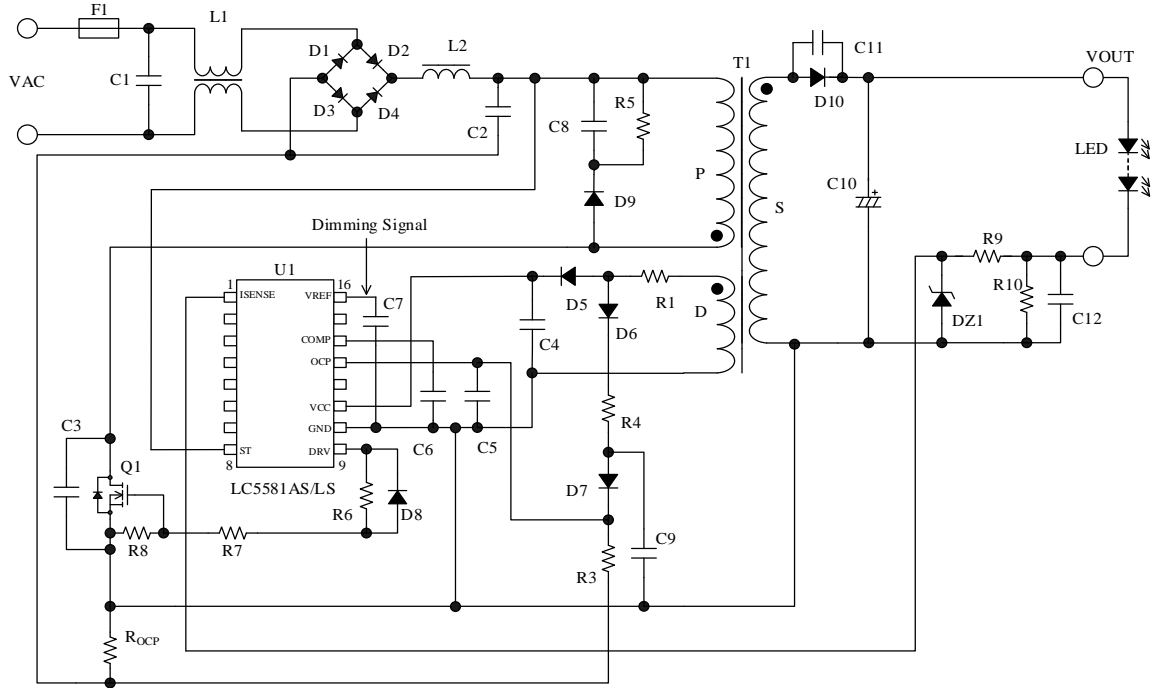 F1
L1
VAC
C1
D1
D2
D3
D4
L2
C2
C8
R5
D9
P
T1
S
C11
D10
VOUT
LED
C10
R9
R10
DZ1
C12
Dimming Signal
U1
1
16
ISENSE
VREF
COMP
OCP
VCC
GND
ST
DRV
8
9
LC5581AS/LS
C7
C6
C5
C4
D5
D6
R1
D
R4
D7
R3
C9
C3
Q1
R8
R7
R6
D8
ROCP